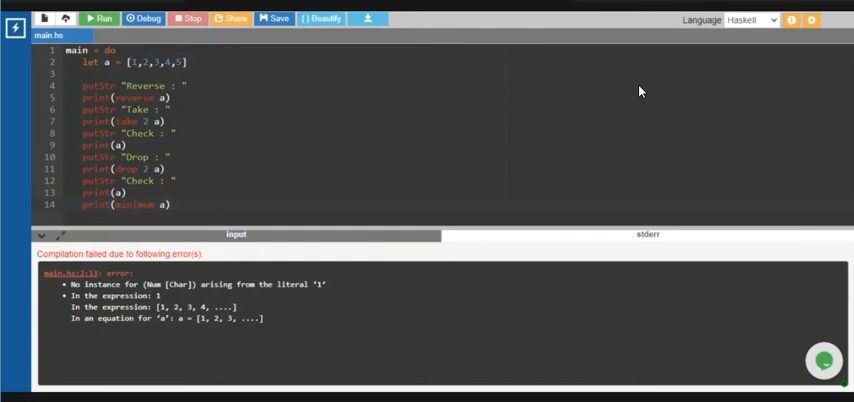 Run Debug Stop Share Save { } Beautify Language Haskell
main.hs
1 main = do
2 let a = [1,2,3,4,5]
3
4 putStr "Reverse : "
5 print(reverse a)
6 putStr "Take : "
7 print(take 2 a)
8 putStr "Check : "
9 print(a)
10 putStr "Drop : "
11 print(drop 2 a)
12 putStr "Check : "
13 print(a)
14 print(minimum a)
input stderr
Compilation failed due to following error(s).
main.hs:2:13: error:
• No instance for (Num [Char]) arising from the literal ‘1’
• In the expression: 1
In the expression: [1, 2, 3, 4, ....]
In an equation for ‘a’: a = [1, 2, 3, ....]